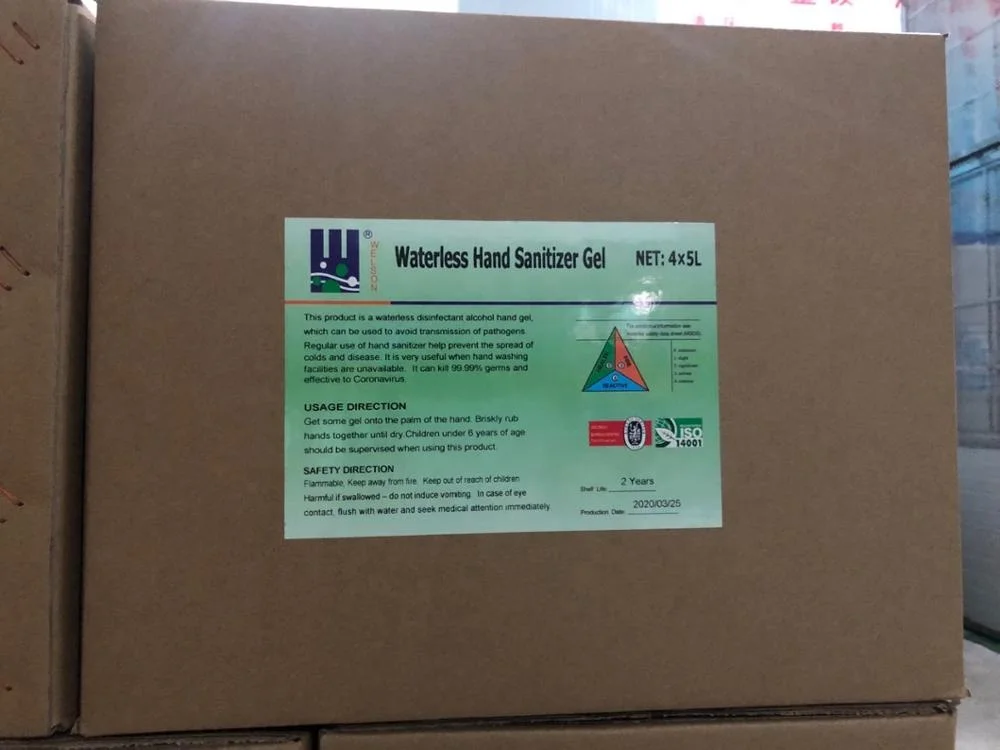 WELSON
®
Waterless Hand Sanitizer Gel NET: 4×5L
This product is a waterless disinfectant alcohol hand gel,
which can be used to avoid transmission of pathogens.
Regular use of hand sanitizer help prevent the spread of
colds and disease. It is very useful when hand washing
facilities are unavailable. It can kill 99.99% germs and
effective to Coronavirus.
USAGE DIRECTION
Get some gel onto the palm of the hand. Briskly rub
hands together until dry.Children under 6 years of age
should be supervised when using this product.
SAFETY DIRECTION
Flammable, Keep away from fire. Keep out of reach of children
Harmful if swallowed – do not induce vomiting. In case of eye
contact, flush with water and seek medical attention immediately.
HEALTH
FIRE
REACTIVE
ISO
14001
Shelf Life: 2 Years
Production Date: 2020/03/25